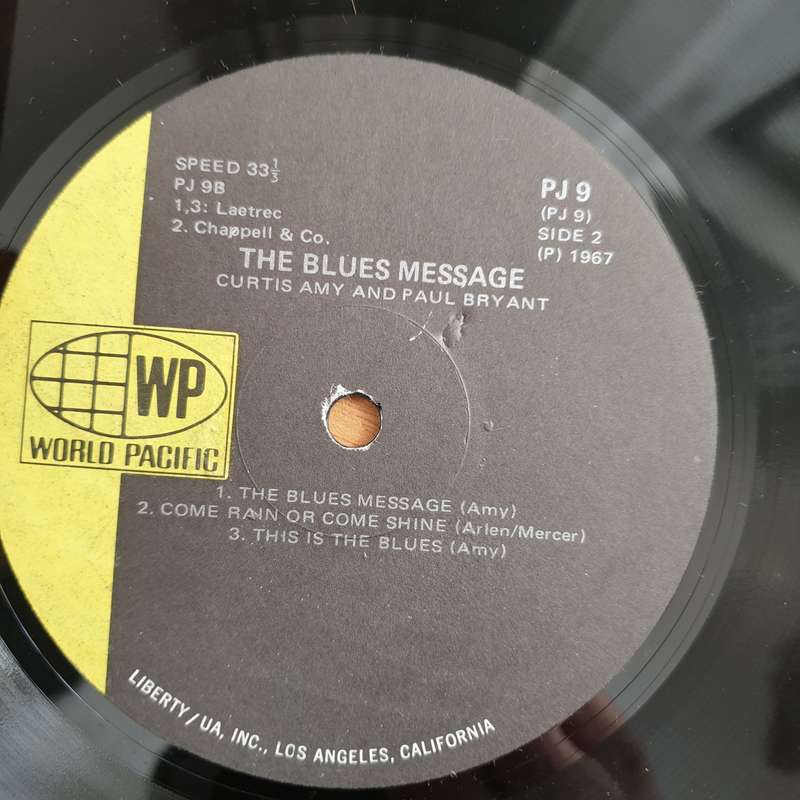 SPEED 33⅓
PJ 9B
1,3: Laetrec
2. Chappell & Co.
PJ 9
(PJ 9)
SIDE 2
(P) 1967
THE BLUES MESSAGE
CURTIS AMY AND PAUL BRYANT
WP
WORLD PACIFIC
1. THE BLUES MESSAGE (Amy)
2. COME RAIN OR COME SHINE (Arlen/Mercer)
3. THIS IS THE BLUES (Amy)
LIBERTY/UA, INC., LOS ANGELES, CALIFORNIA